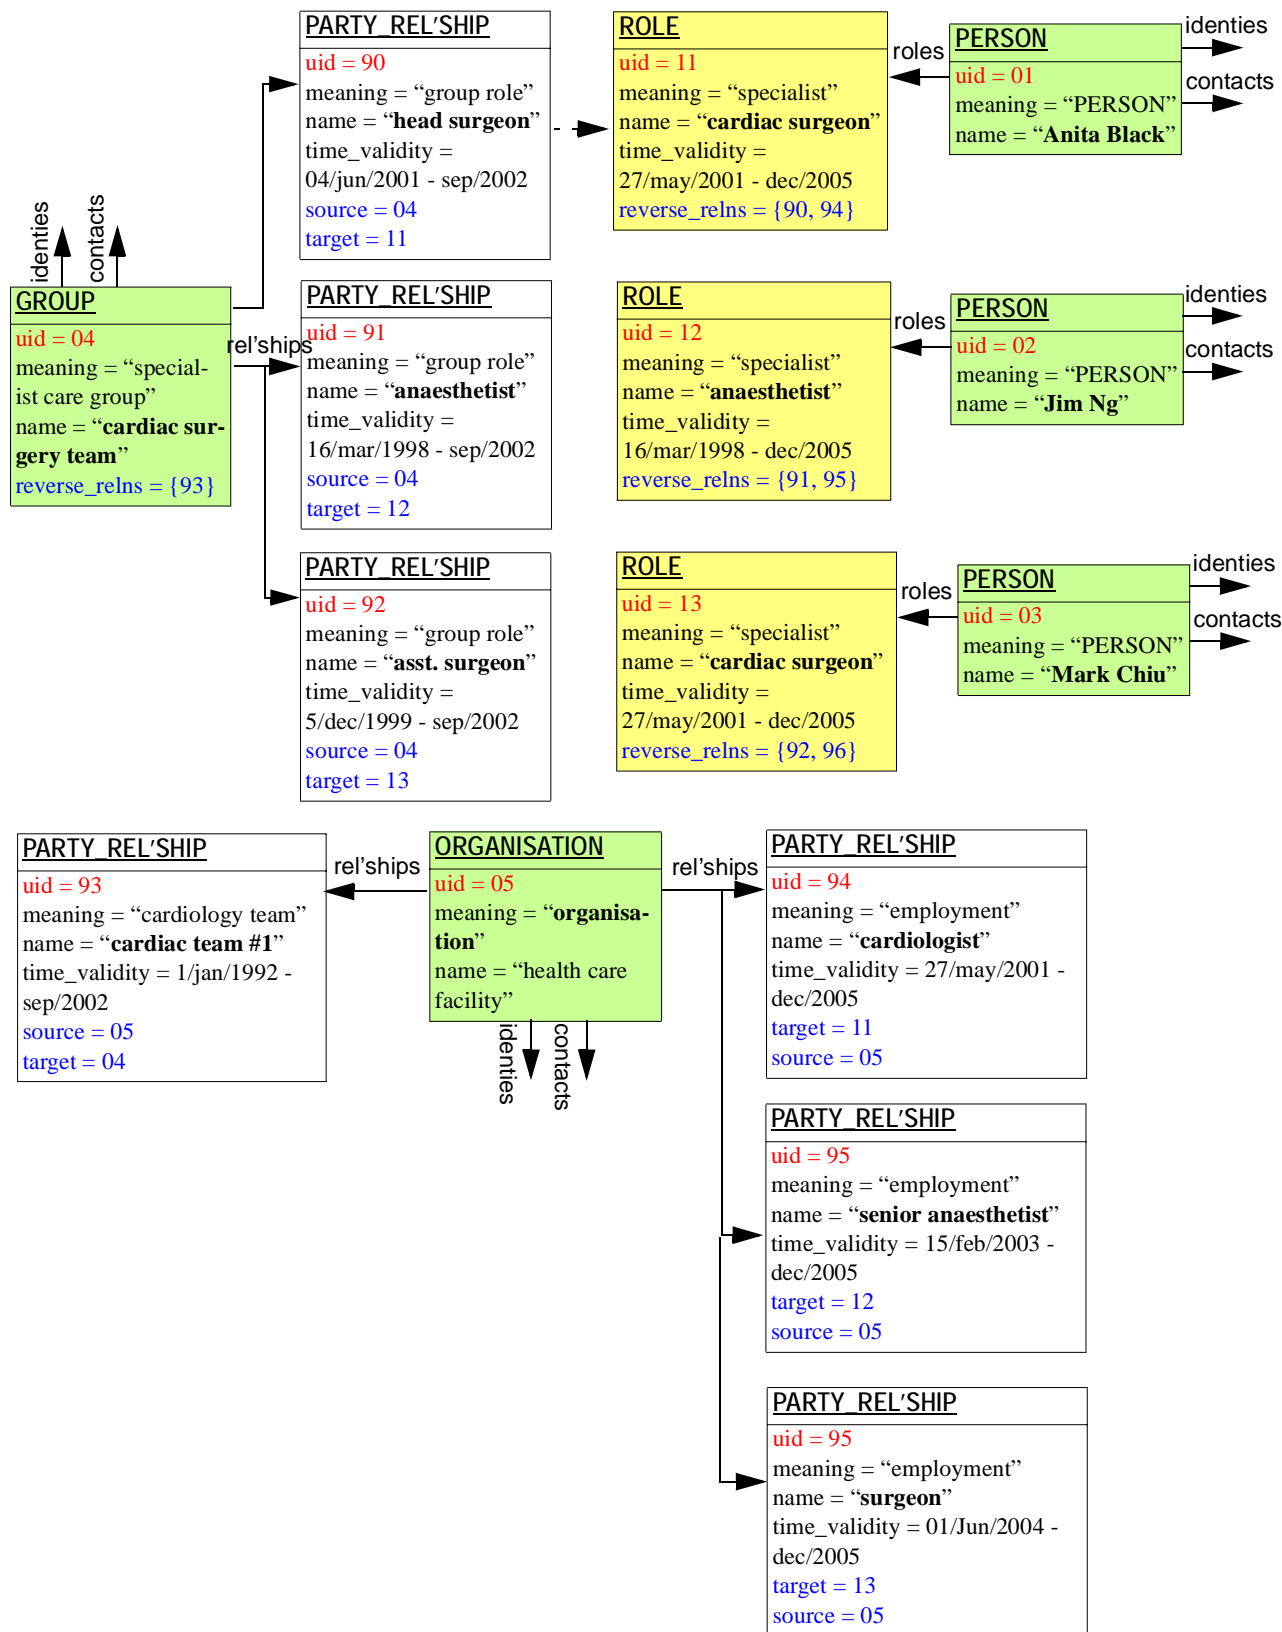 PARTY_REL’SHIP
uid = 90
meaning = “group role”
name = “head surgeon”
time_validity =
04/jun/2001 - sep/2002
source = 04
target = 11
ROLE
uid = 11
meaning = “specialist”
name = “cardiac surgeon”
time_validity =
27/may/2001 - dec/2005
reverse_relns = {90, 94}
roles
PERSON
uid = 01
meaning = “PERSON”
name = “Anita Black”
identies
contacts
identies
contacts
GROUP
uid = 04
meaning = “special-
ist care group”
name = “cardiac sur-
gery team”
reverse_relns = {93}
rel’ships
PARTY_REL’SHIP
uid = 91
meaning = “group role”
name = “anaesthetist”
time_validity =
16/mar/1998 - sep/2002
source = 04
target = 12
ROLE
uid = 12
meaning = “specialist”
name = “anaesthetist”
time_validity =
16/mar/1998 - dec/2005
reverse_relns = {91, 95}
roles
PERSON
uid = 02
meaning = “PERSON”
name = “Jim Ng”
identies
contacts
PARTY_REL’SHIP
uid = 92
meaning = “group role”
name = “asst. surgeon”
time_validity =
5/dec/1999 - sep/2002
source = 04
target = 13
ROLE
uid = 13
meaning = “specialist”
name = “cardiac surgeon”
time_validity =
27/may/2001 - dec/2005
reverse_relns = {92, 96}
roles
PERSON
uid = 03
meaning = “PERSON”
name = “Mark Chiu”
identies
contacts
PARTY_REL’SHIP
uid = 93
meaning = “cardiology team”
name = “cardiac team #1”
time_validity = 1/jan/1992 -
sep/2002
source = 05
target = 04
rel’ships
ORGANISATION
uid = 05
meaning = “organisa-
tion”
name = “health care
facility”
identies
contacts
rel’ships
PARTY_REL’SHIP
uid = 94
meaning = “employment”
name = “cardiologist”
time_validity = 27/may/2001 -
dec/2005
target = 11
source = 05
PARTY_REL’SHIP
uid = 95
meaning = “employment”
name = “senior anaesthetist”
time_validity = 15/feb/2003 -
dec/2005
target = 12
source = 05
PARTY_REL’SHIP
uid = 95
meaning = “employment”
name = “surgeon”
time_validity = 01/Jun/2004 -
dec/2005
target = 13
source = 05